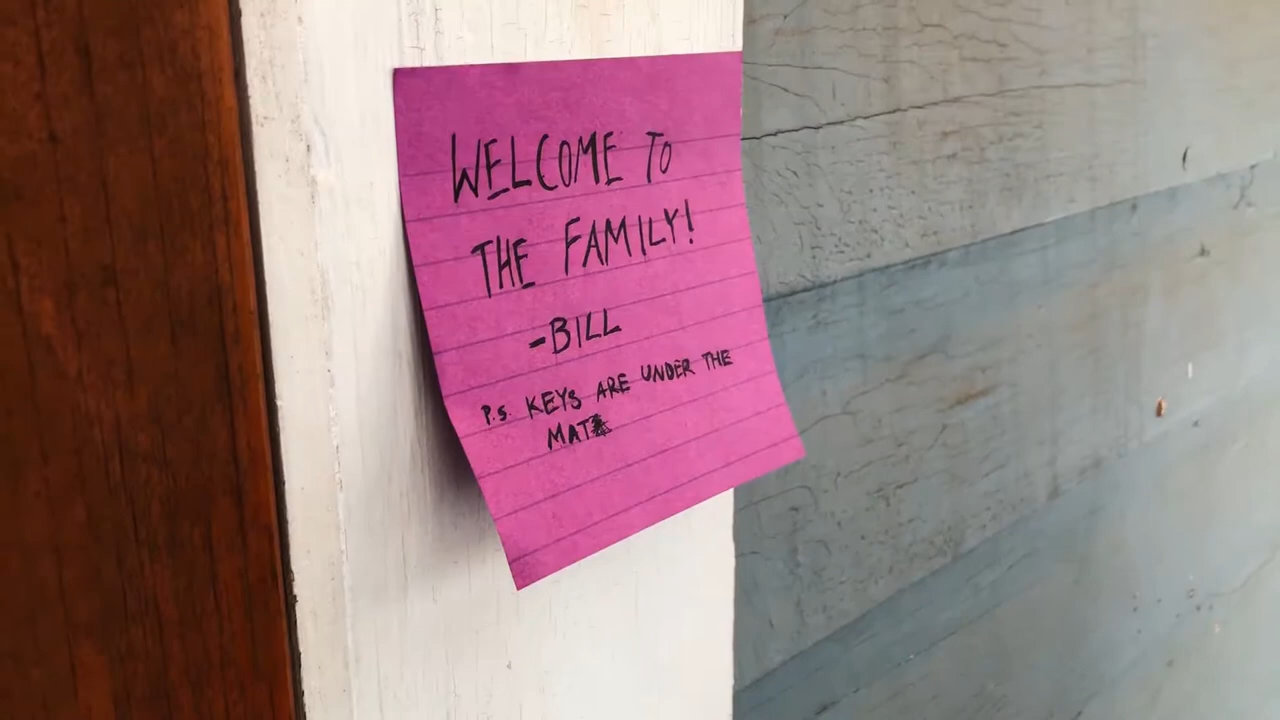 WELCOME TO
THE FAMILY!
-BILL
P.S. KEYS ARE UNDER THE
MAT